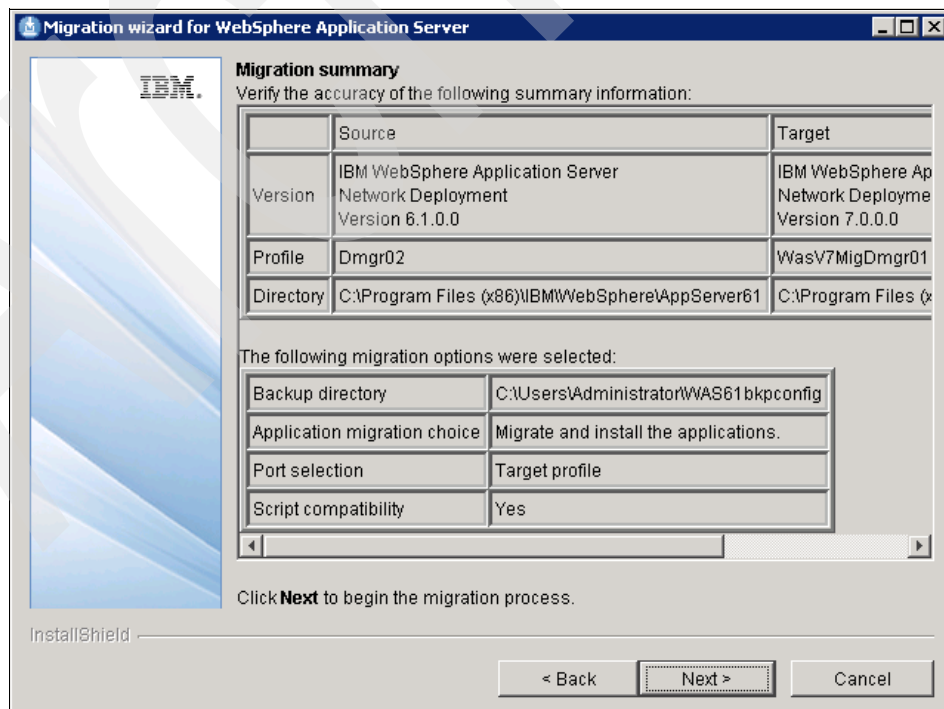 Migration wizard for WebSphere Application Server
IBM.
Migration summary
Verify the accuracy of the following summary information:
Source Target
Version IBM WebSphere Application Server IBM WebSphere Ap
Network Deployment Network Deployme
Version 6.1.0.0 Version 7.0.0.0
Profile Dmgr02 WasV7MigDmgr01
Directory C:\Program Files (x86)\IBM\WebSphere\AppServer61 C:\Program Files (x
The following migration options were selected:
Backup directory C:\Users\Administrator\WAS61bkpconfig
Application migration choice Migrate and install the applications.
Port selection Target profile
Script compatibility Yes
Click Next to begin the migration process.
InstallShield
< Back Next > Cancel